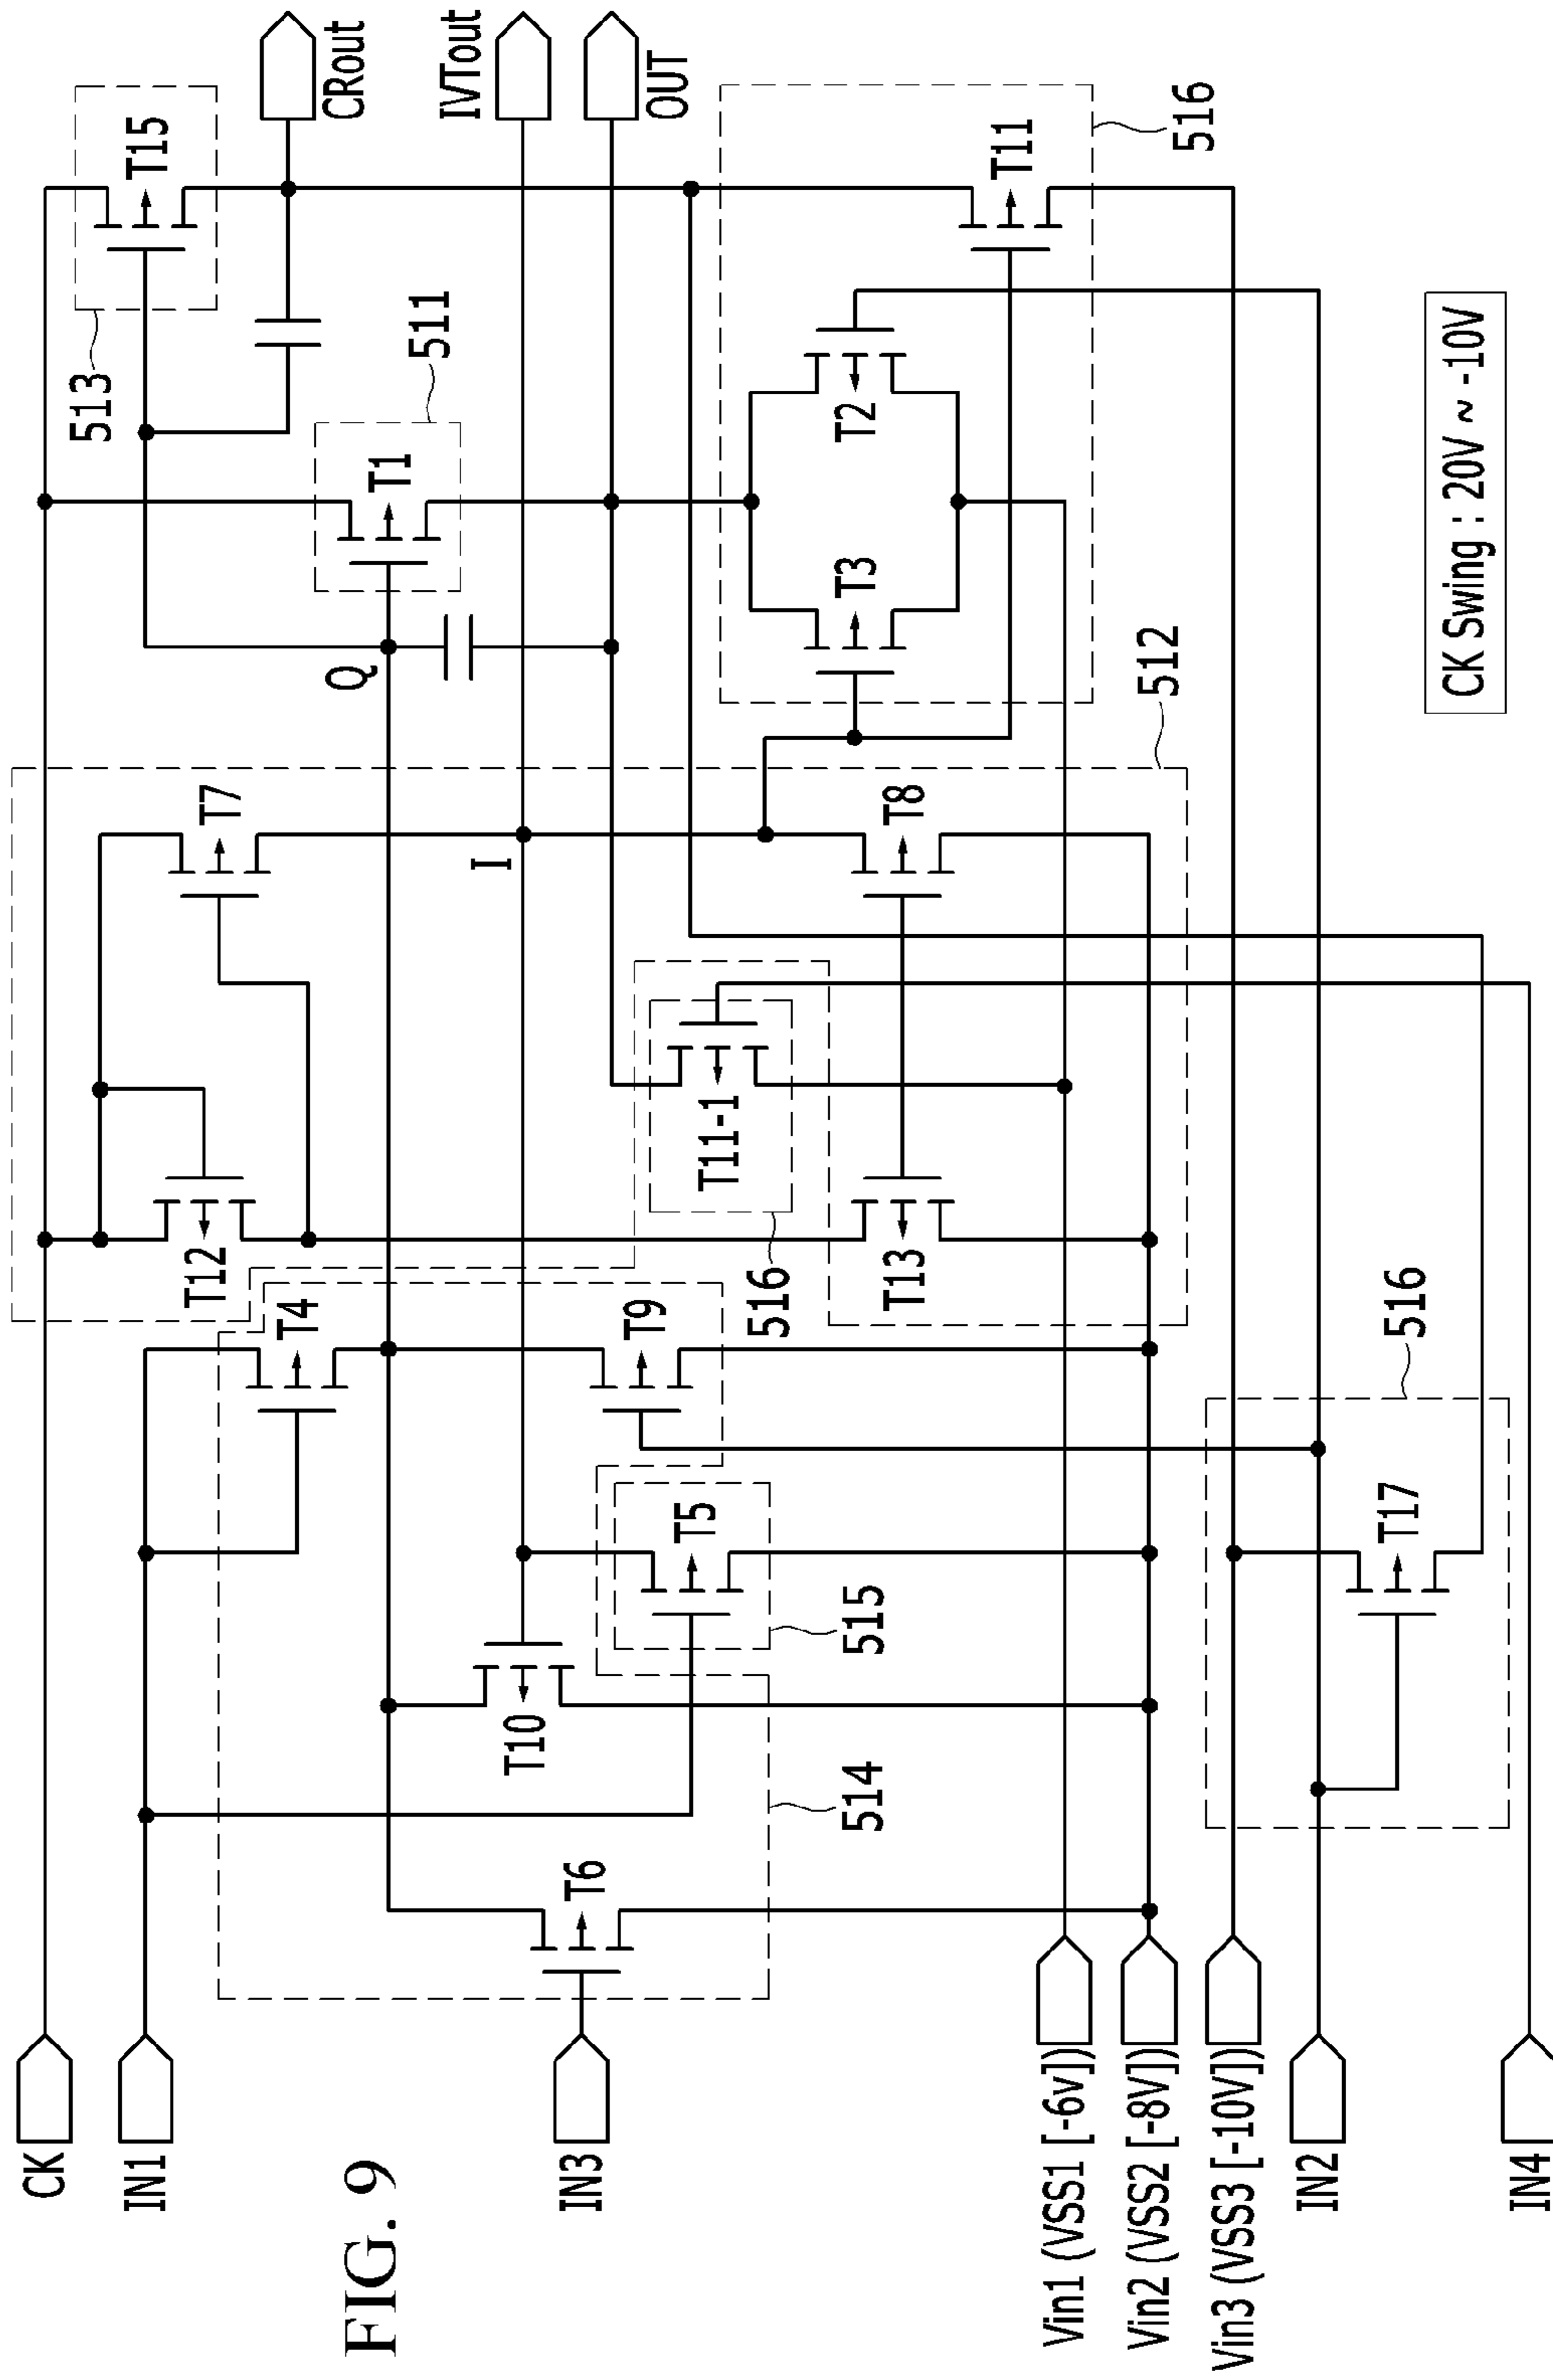 FIG. 9
CK
IN1
IN3
Vin1 (VSS1 [-6v])
Vin2 (VSS2 [-8V])
Vin3 (VSS3 [-10V])
IN2
IN4
T6
514
T10
T5
515
T4
T9
T17
516
T12
T11-1
516
T13
T7
I
T8
512
Q
T1
511
T3
T2
T11
516
513
T15
CRout
IVTout
OUT
CK Swing : 20V ~ -10V